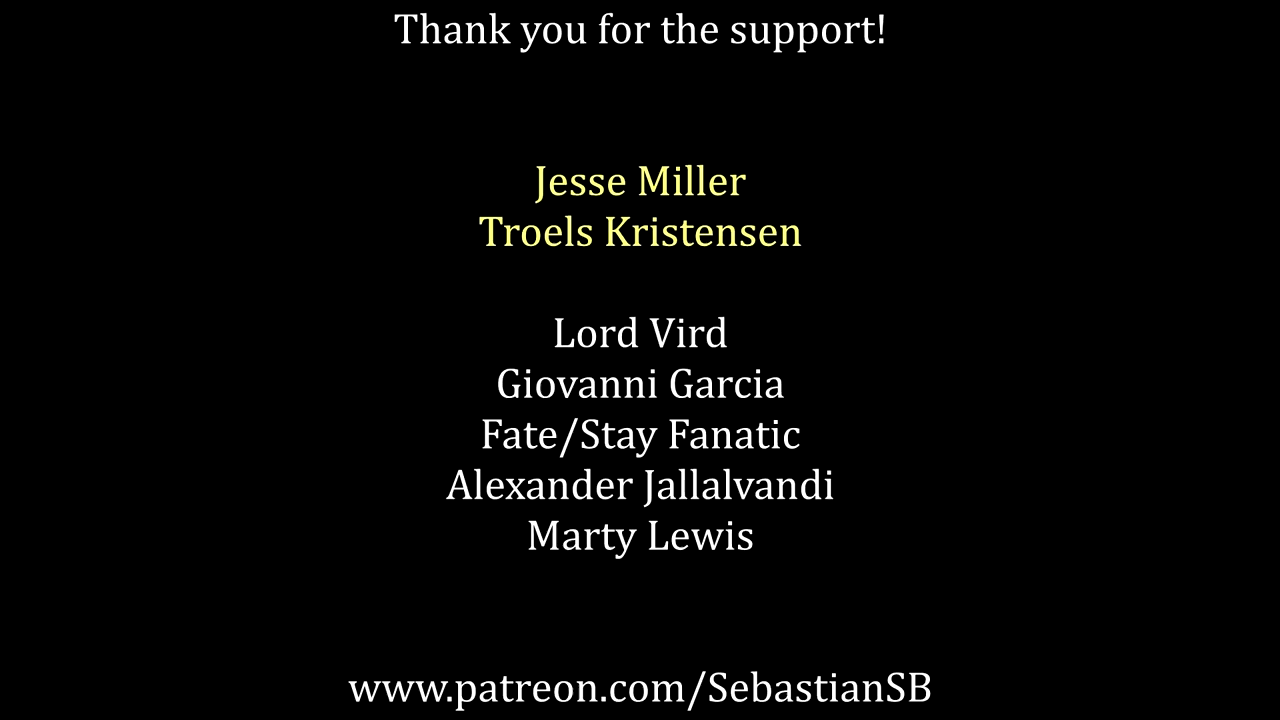 Thank you for the support!
Jesse Miller
Troels Kristensen
Lord Vird
Giovanni Garcia
Fate/Stay Fanatic
Alexander Jallalvandi
Marty Lewis
www.patreon.com/SebastianSB